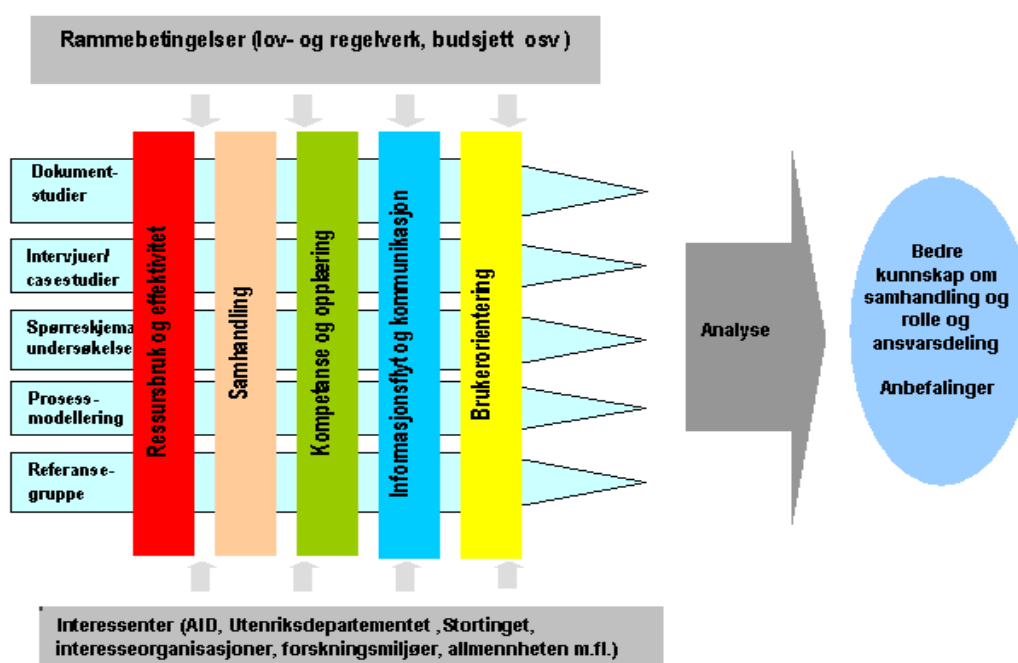 Rammebetingelser (lov- og regelverk, budsjett osv )
Dokument-
studier
Intervjuer/
casestudier
Spørreskjema
undersøkelse
Prosess-
modellering
Referanse-
gruppe
Ressursbruk og effektivitet
Samhandling
Kompetanse og opplæring
Informasjonsflyt og kommunikasjon
Brukerorientering
Analyse
Bedre
kunnskap om
samhandling og
rolle og
ansvarsdeling
Anbefalinger
Interessenter (AID, Utenriksdepartementet ,Stortinget,
interesseorganisasjoner, forskningsmiljøer, allmennheten m.fl.)